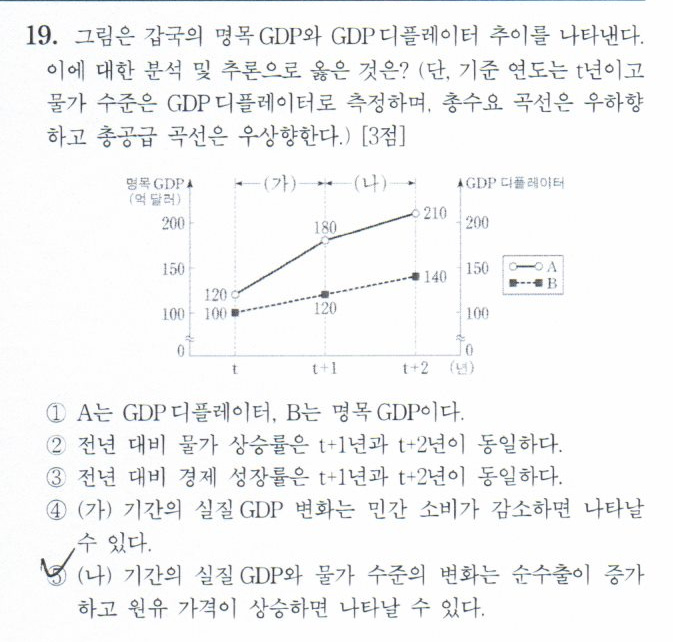 19. 그림은 갑국의 명목 GDP와 GDP 디플레이터 추이를 나타낸다.
이에 대한 분석 및 추론으로 옳은 것은? (단, 기준 연도는 t년이고
물가 수준은 GDP 디플레이터로 측정하며, 총수요 곡선은 우하향
하고 총공급 곡선은 우상향한다.) [3점]
명목 GDP
(억 달러)
(가)
(나)
GDP 디플레이터
200
150
100
0
120
180
210
100
120
140
200
150
100
0
A
B
t
t+1
t+2
(년)
① A는 GDP 디플레이터, B는 명목 GDP이다.
② 전년 대비 물가 상승률은 t+1년과 t+2년이 동일하다.
③ 전년 대비 경제 성장률은 t+1년과 t+2년이 동일하다.
④ (가) 기간의 실질 GDP 변화는 민간 소비가 감소하면 나타날
수 있다.
⑤ (나) 기간의 실질 GDP와 물가 수준의 변화는 순수출이 증가
하고 원유 가격이 상승하면 나타날 수 있다.